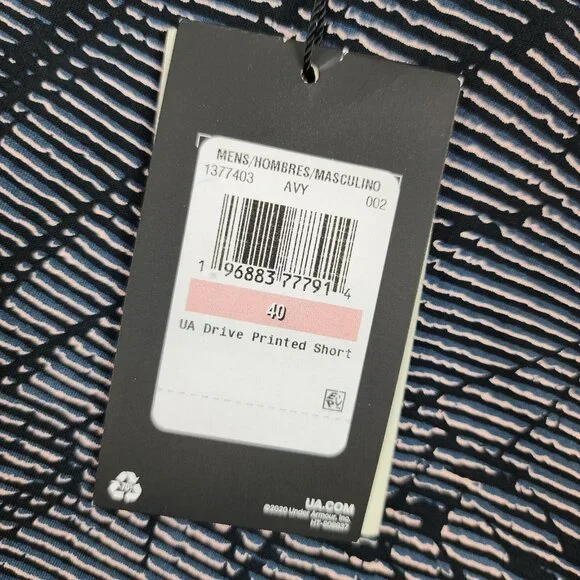 MENS/HOMBRES/MASCULINO
1377403 AVY 002
1 96883 77791 4
40
UA Drive Printed Short
UA.COM
©2020 Under Armour, Inc.